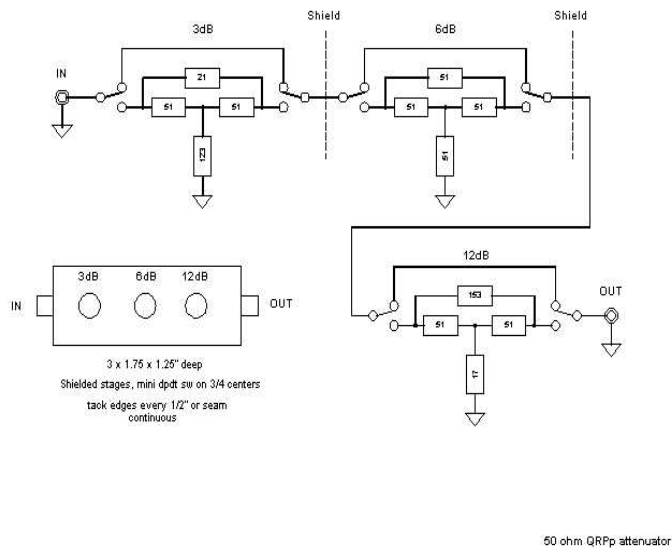 Shield
Shield
3dB
6dB
IN
21
51
51
51
51
51
123
51
12dB
OUT
153
51
51
17
3dB
6dB
12dB
IN
OUT
3 x 1.75 x 1.25" deep
Shielded stages, mini dpdt sw on 3/4 centers
tack edges every 1/2" or seam
continuous
50 ohm QRPp attenuator